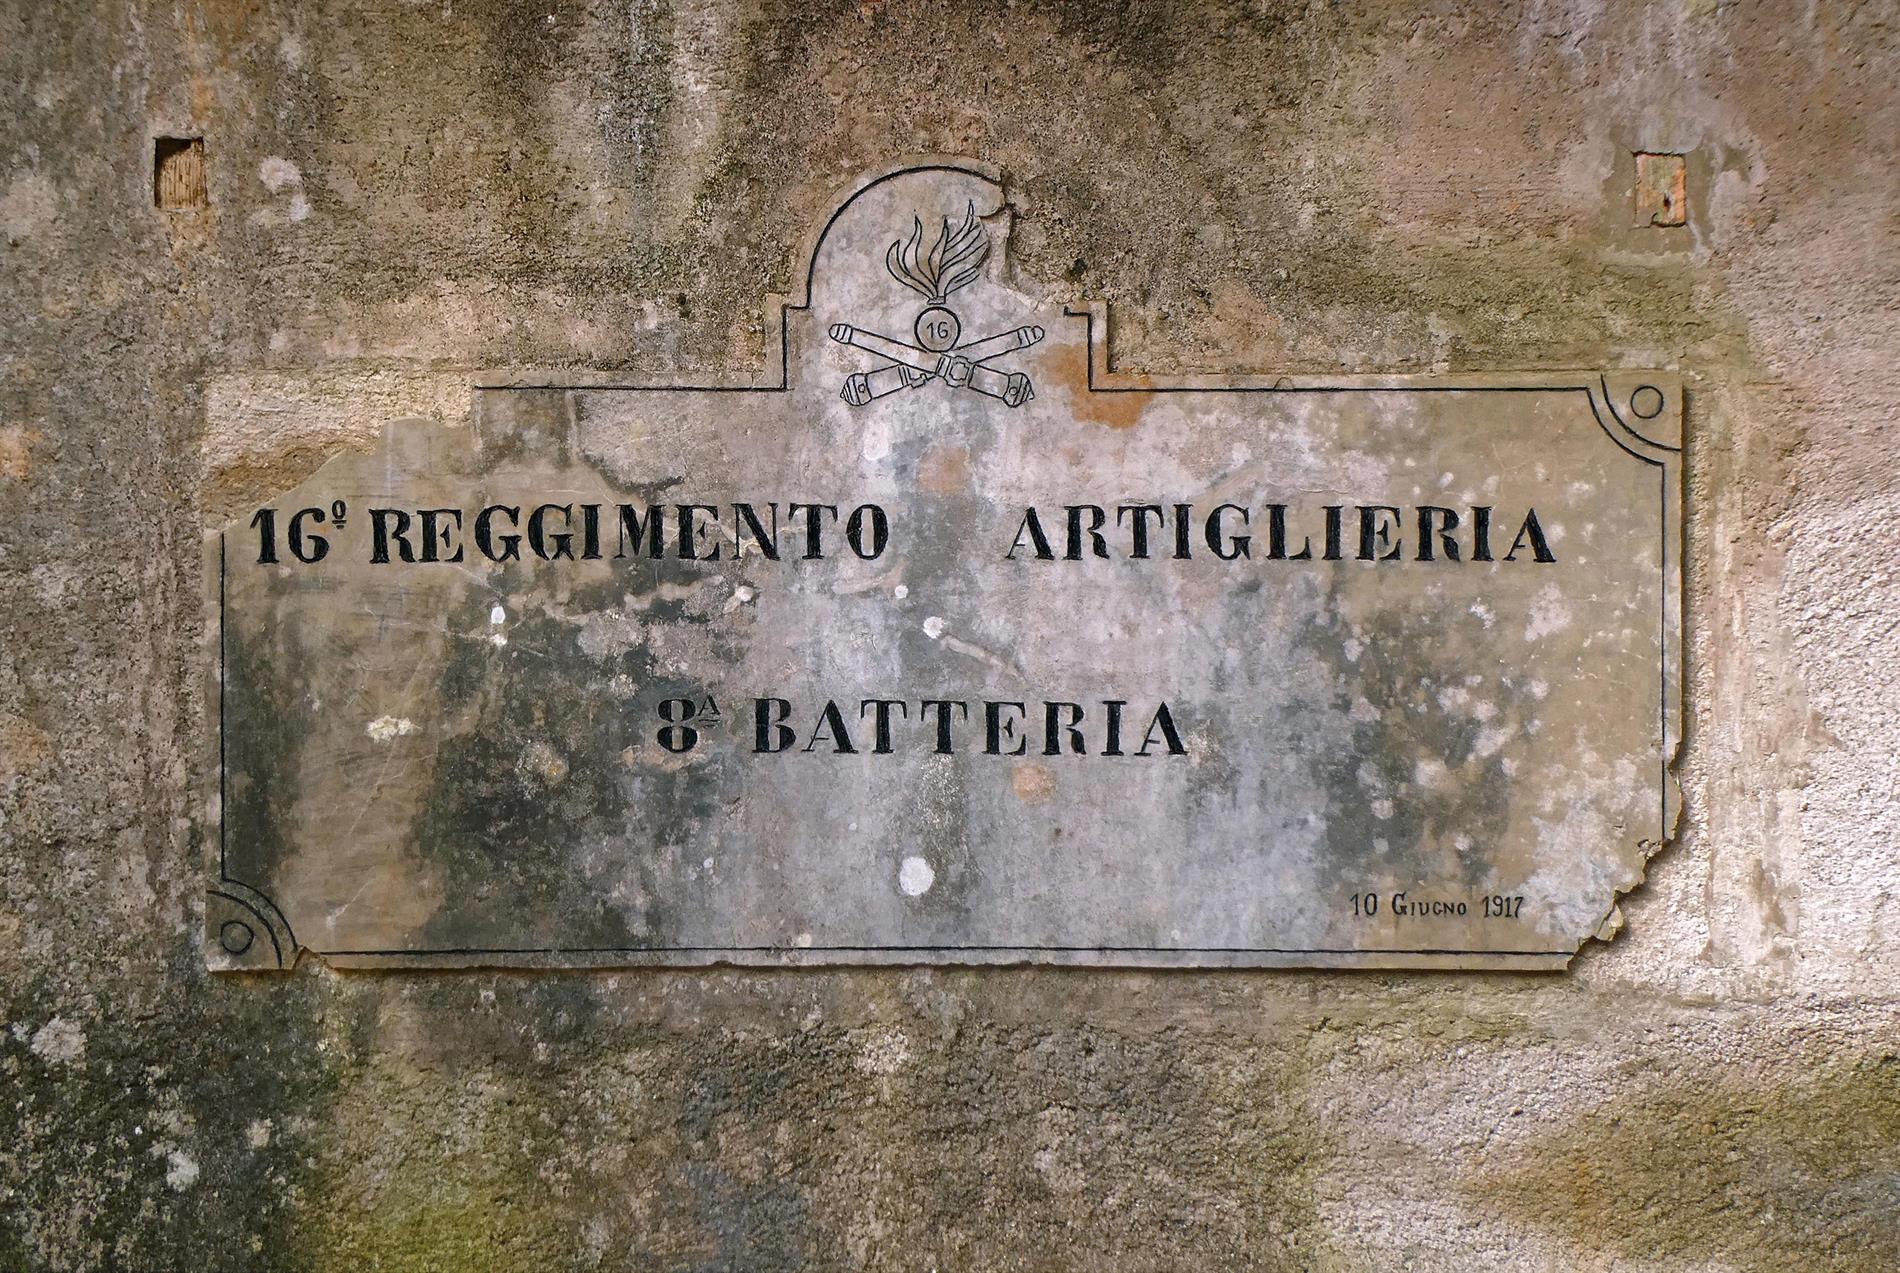 16
16º REGGIMENTO ARTIGLIERIA
8ᴬ BATTERIA
10 GIUGNO 1917